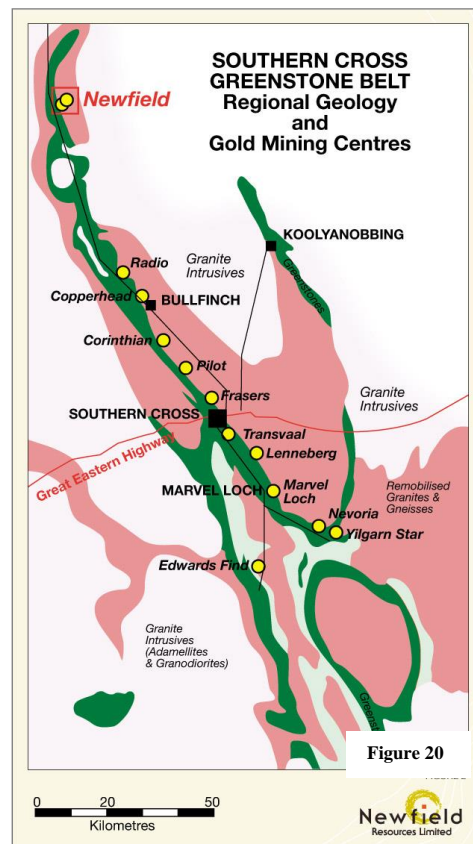 SOUTHERN CROSS
GREENSTONE BELT
Regional Geology
and
Gold Mining Centres
Newfield
KOOLYANOBBING
Greenstones
Granite
Intrusives
Radio
Copperhead
BULLFINCH
Corinthian
Pilot
Frasers
Granite
Intrusives
SOUTHERN CROSS
Transvaal
Lenneberg
Great Eastern Highway
MARVEL LOCH
Marvel
Loch
Remobilised
Granites &
Gneisses
Nevoria
Yilgarn Star
Edwards Find
Granite
Intrusives
(Adamellites
& Granodiorites)
Figure 20
0 20 50
Kilometres
Newfield
Resources Limited